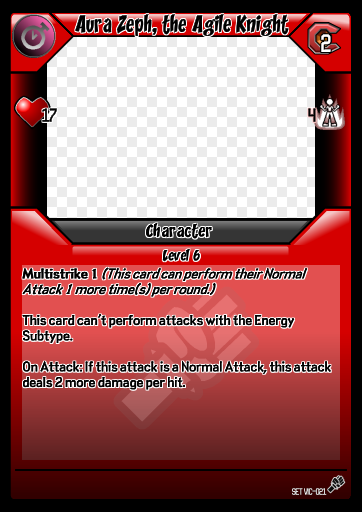 Aura Zeph, the Agile Knight
2
17
4
Character
Level 6
Multistrike 1 (This card can perform their Normal
Attack 1 more time(s) per round.)
This card can't perform attacks with the Energy
Subtype.
On Attack: If this attack is a Normal Attack, this attack
deals 2 more damage per hit.
SET VIC-021